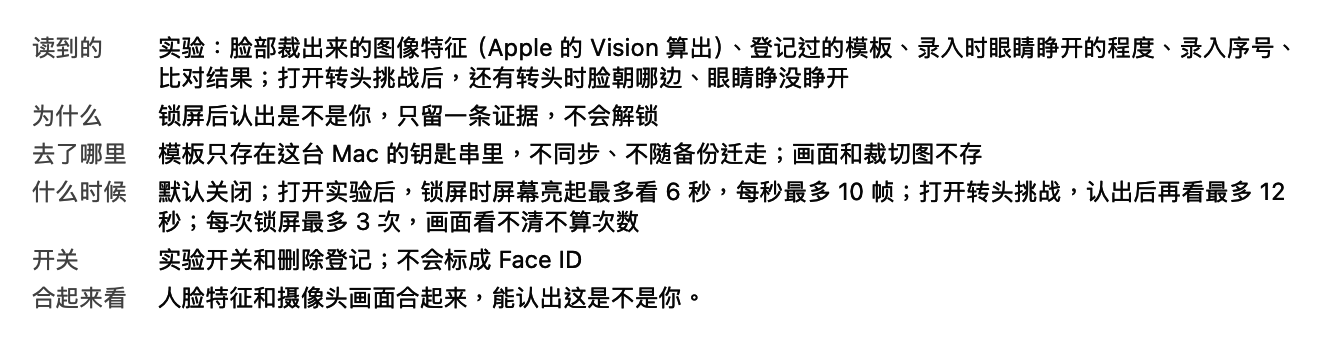 读到的 实验：脸部裁出来的图像特征（Apple 的 Vision 算出）、登记过的模板、录入时眼睛睁开的程度、录入序号、
比对结果；打开转头挑战后，还有转头时脸朝哪边、眼睛睁没睁开
为什么 锁屏后认出是不是你，只留一条证据，不会解锁
去了哪里 模板只存在这台 Mac 的钥匙串里，不同步、不随备份迁走；画面和裁切图不存
什么时候 默认关闭；打开实验后，锁屏时屏幕亮起最多看 6 秒，每秒最多 10 帧；打开转头挑战，认出后再看最多 12
秒；每次锁屏最多 3 次，画面看不清不算次数
开关 实验开关和删除登记；不会标成 Face ID
合起来看 人脸特征和摄像头画面合起来，能认出这是不是你。